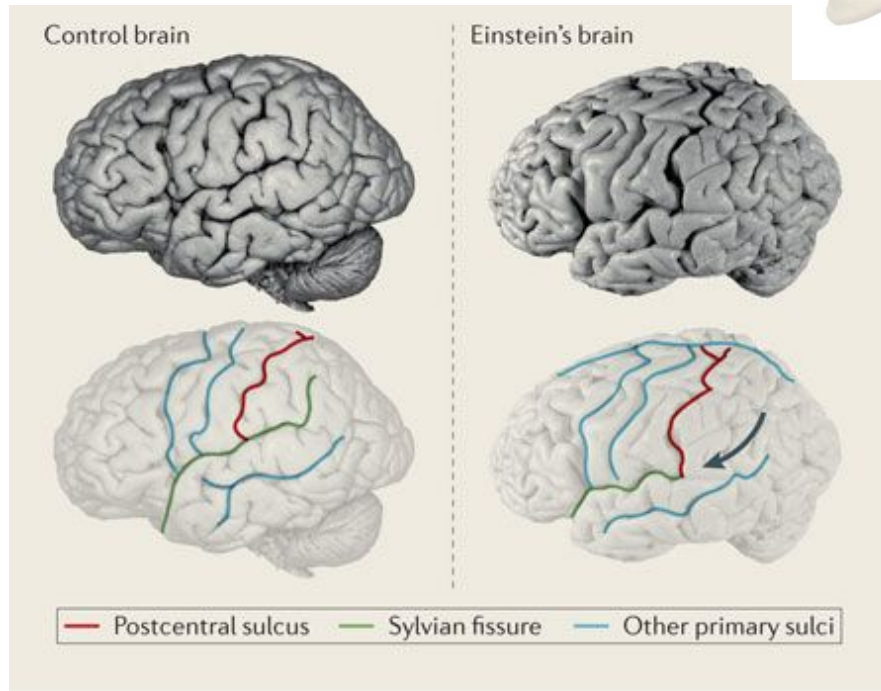 Control brain
Einstein's brain
Postcentral sulcus
Sylvian fissure
Other primary sulci